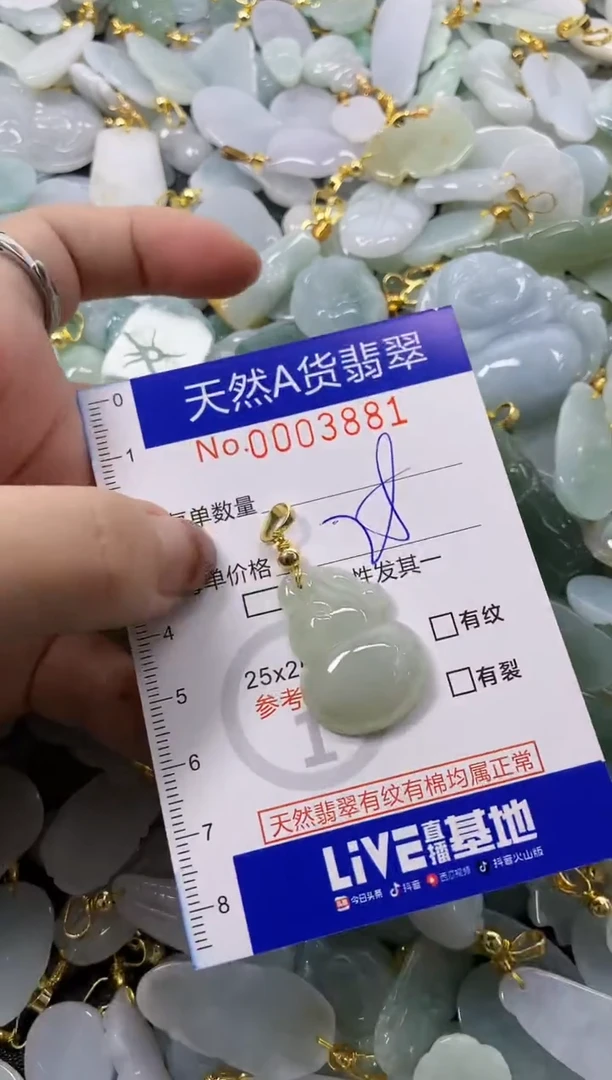 天然A货翡翠
No.0003881
0
1
单数量
单价格
性发其一
4
有纹
25x2
5
参考
有裂
6
天然翡翠有纹有棉均属正常
7
LiVE直播基地
8
今日头条 抖音 西瓜视频 抖音火山版